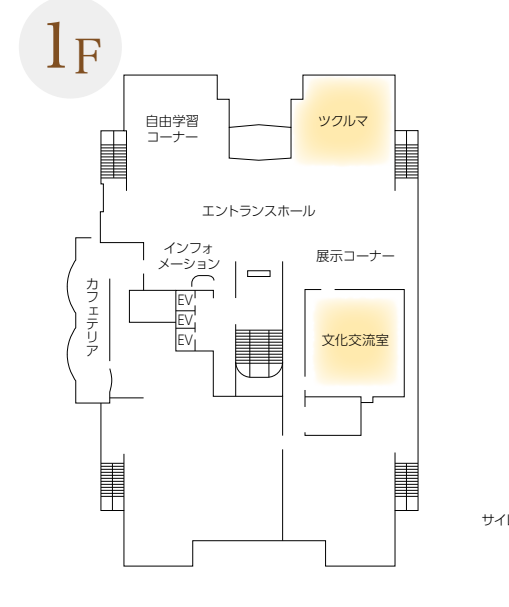 1F
自由学習
コーナー
ツクルマ
エントランスホール
インフォ
メーション
展示コーナー
カフェテリア
EV
EV
EV
文化交流室
サイ